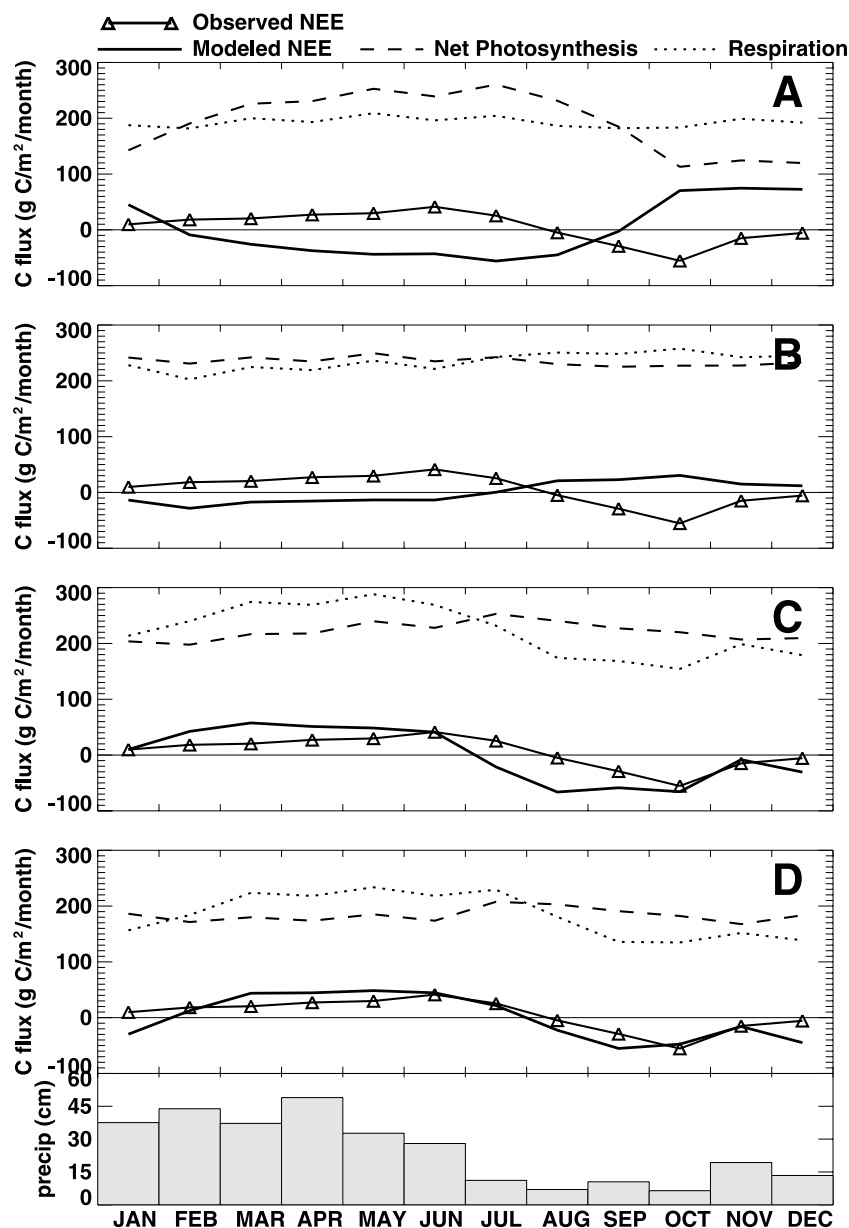 Observed NEE
Modeled NEE Net Photosynthesis Respiration
A
300
200
100
0
-100
C flux (g C/m²/month)
B
300
200
100
0
-100
C flux (g C/m²/month)
C
300
200
100
0
-100
C flux (g C/m²/month)
D
300
200
100
0
-100
C flux (g C/m²/month)
60
45
30
15
0
precip (cm)
JAN FEB MAR APR MAY JUN JUL AUG SEP OCT NOV DEC